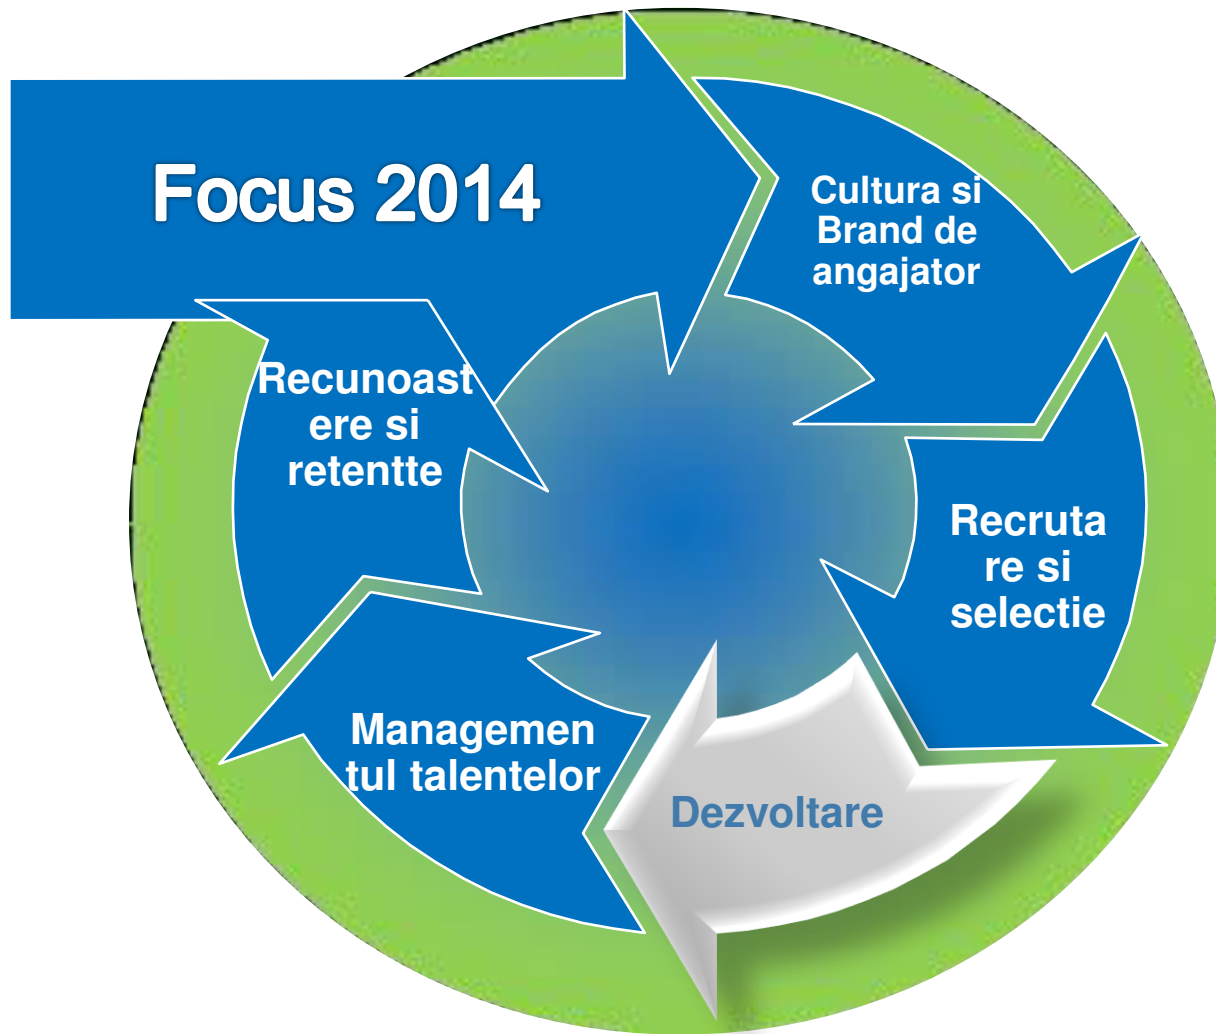 Focus 2014
Cultura si
Brand de
angajator
Recruta
re si
selectie
Dezvoltare
Managemen
tul talentelor
Recunoast
ere si
retentte